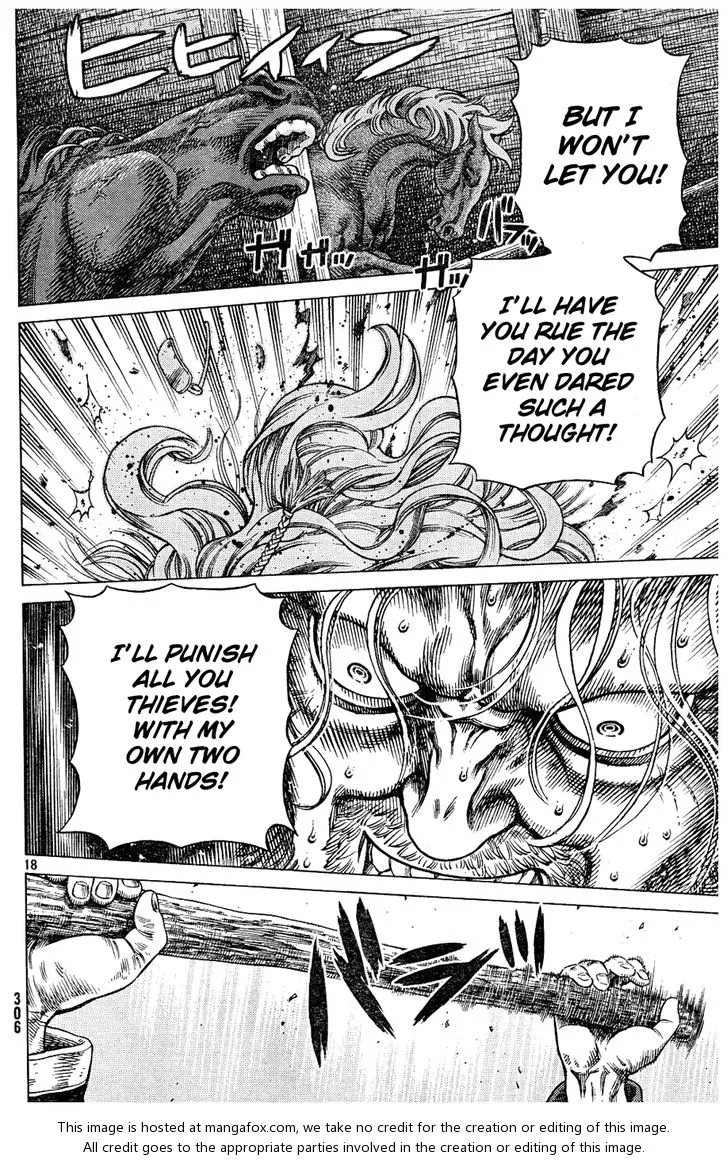 ヒヒイィン
BUT I
WON'T
LET YOU!
ガガッ
ガッ
バッ
I'LL HAVE
YOU RUE THE
DAY YOU
EVEN DARED
SUCH A
THOUGHT!
I'LL PUNISH
ALL YOU
THIEVES!
WITH MY
OWN TWO
HANDS!
18
306
バッ
This image is hosted at mangafox.com, we take no credit for the creation or editing of this image.
All credit goes to the appropriate parties involved in the creation or editing of this image.